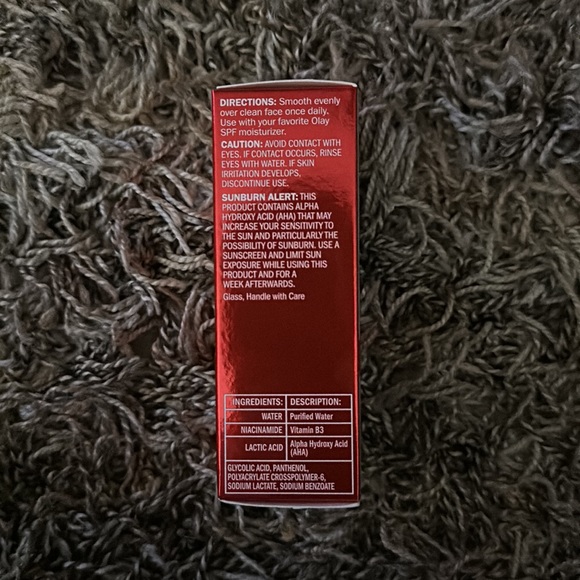 DIRECTIONS: Smooth evenly
over clean face once daily.
Use with your favorite Olay
SPF moisturizer.
CAUTION: AVOID CONTACT WITH
EYES. IF CONTACT OCCURS, RINSE
EYES WITH WATER. IF SKIN
IRRITATION DEVELOPS,
DISCONTINUE USE.
SUNBURN ALERT: THIS
PRODUCT CONTAINS ALPHA
HYDROXY ACID (AHA) THAT MAY
INCREASE YOUR SENSITIVITY TO
THE SUN AND PARTICULARLY THE
POSSIBILITY OF SUNBURN. USE A
SUNSCREEN AND LIMIT SUN
EXPOSURE WHILE USING THIS
PRODUCT AND FOR A
WEEK AFTERWARDS.
Glass, Handle with Care
INGREDIENTS: DESCRIPTION:
WATER Purified Water
NIACINAMIDE Vitamin B3
LACTIC ACID Alpha Hydroxy Acid
(AHA)
GLYCOLIC ACID, PANTHENOL,
POLYACRYLATE CROSSPOLYMER-6,
SODIUM LACTATE, SODIUM BENZOATE